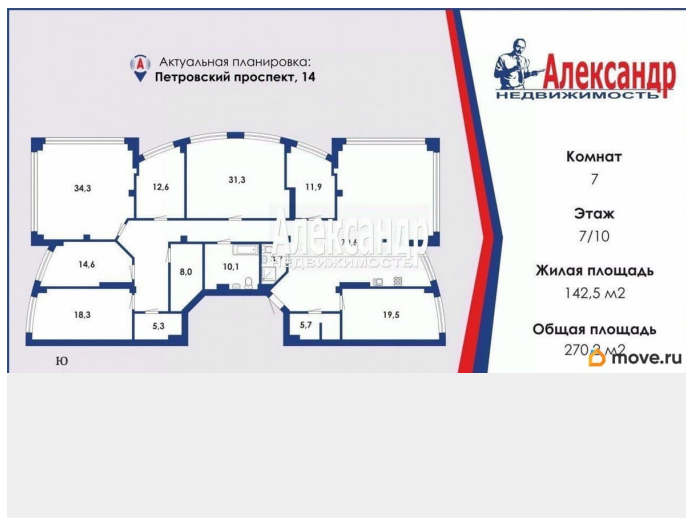 Актуальная планировка:
Петровский проспект, 14
Александр
НЕДВИЖИМОСТЬ
Комнат
7
Этаж
7/10
Жилая площадь
142,5 м2
Общая площадь
move.ru
34,3
12,6
31,3
11,9
Александр
НЕДВИЖИМОСТЬ
14,6
8,0
10,1
18,3
5,3
5,7
19,5
Ю